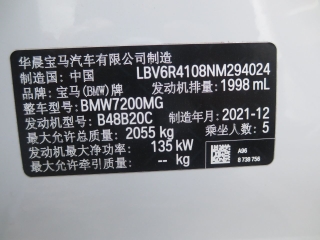 华晨宝马汽车有限公司制造
制造国: 中国 LBV6R4108NM294024
品牌: 宝马(BMW)牌 发动机排量: 1998 mL
整车型号: BMW7200MG
发动机型号: B48B20C 制造年月: 2021-12
最大允许总质量: 2055 kg 乘坐人数: 5
发动机最大净功率: 135 kW A96
最大允许牵引质量: -- kg 8 738 756